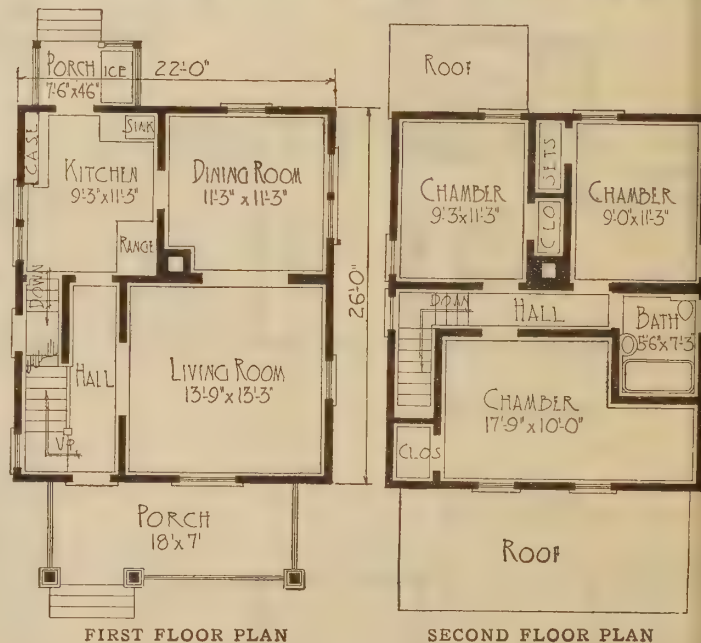 PORCH
7'-6"x4'6"
ICE
22'-0"
SINK
CASE
KITCHEN
9'-3"x11'-3"
DINING ROOM
11'-3" x 11'-3"
RANGE
DOWN
26'-0"
HALL
LIVING ROOM
13'-9" x 13'-3"
UP
PORCH
18'x7'
FIRST FLOOR PLAN
ROOF
CHAMBER
9'-3"x11'-3"
CLO
SETS
CHAMBER
9'-0"x11'-3"
DOWN
HALL
BATH
5'-6"x7'-3
CHAMBER
17'-9"x10'-0"
CLOS
ROOF
SECOND FLOOR PLAN